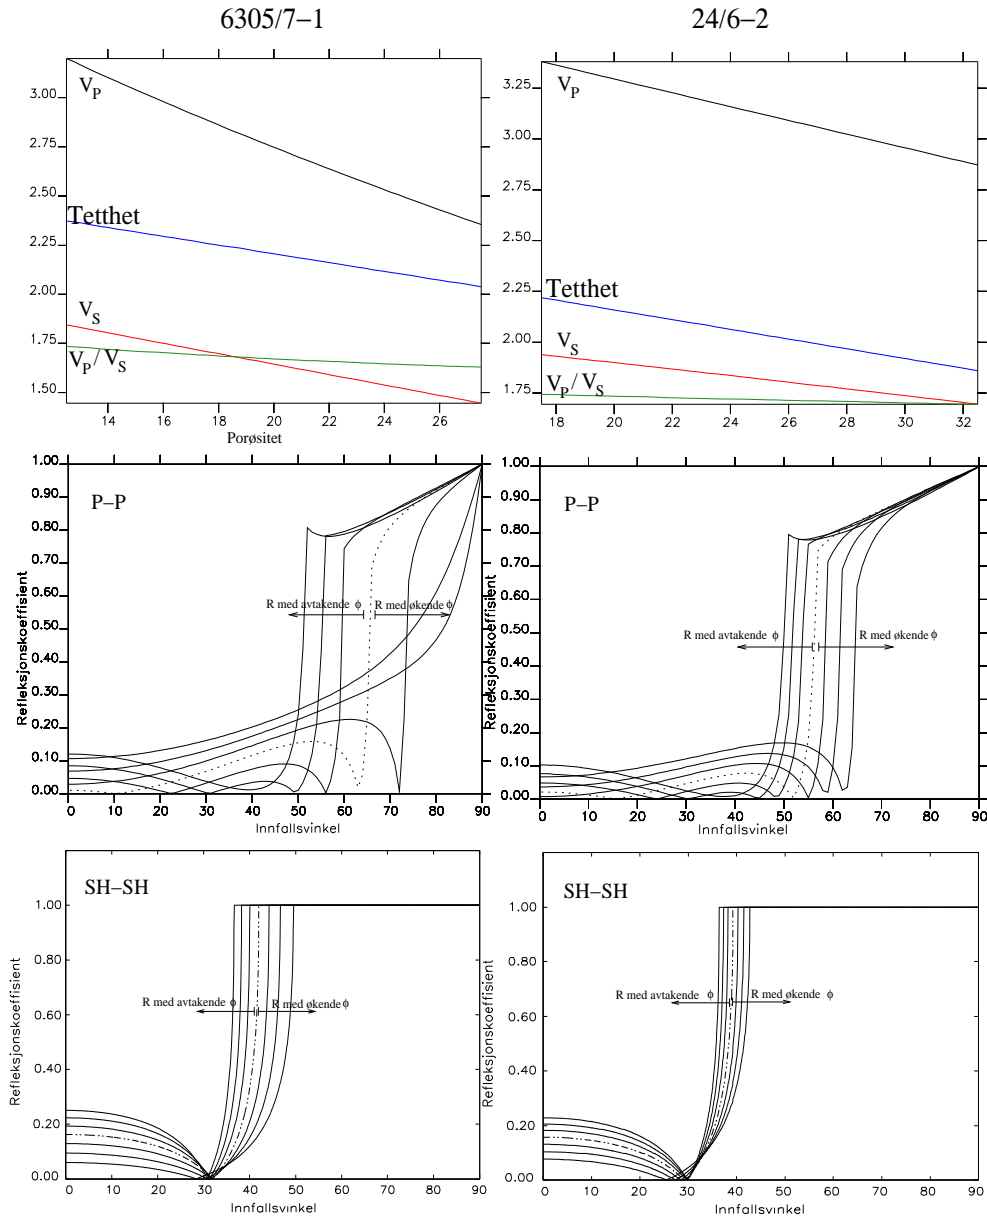 6305/7–1
24/6–2
3.00
2.75
2.50
2.25
2.00
1.75
1.50
V_P
Tetthet
V_S
V_P / V_S
14 16 18 20 22 24 26
Porøsitet
3.25
3.00
2.75
2.50
2.25
2.00
1.75
V_P
Tetthet
V_S
V_P / V_S
18 20 22 24 26 28 30 32
1.00
0.90
0.80
0.70
0.60
0.50
0.40
0.30
0.20
0.10
0.00
Refleksjonskoeffisient
P–P
R med avtakende ϕ
R med økende ϕ
0 10 20 30 40 50 60 70 80 90
Innfallsvinkel
1.00
0.90
0.80
0.70
0.60
0.50
0.40
0.30
0.20
0.10
0.00
Refleksjonskoeffisient
P–P
R med avtakende ϕ
R med økende ϕ
0 10 20 30 40 50 60 70 80 90
Innfallsvinkel
1.00
0.80
0.60
0.40
0.20
0.00
Refleksjonskoeffisient
SH–SH
R med avtakende ϕ
R med økende ϕ
0 10 20 30 40 50 60 70 80 90
Innfallsvinkel
1.00
0.80
0.60
0.40
0.20
0.00
Refleksjonskoeffisient
SH–SH
R med avtakende ϕ
R med økende ϕ
0 10 20 30 40 50 60 70 80 90
Innfallsvinkel